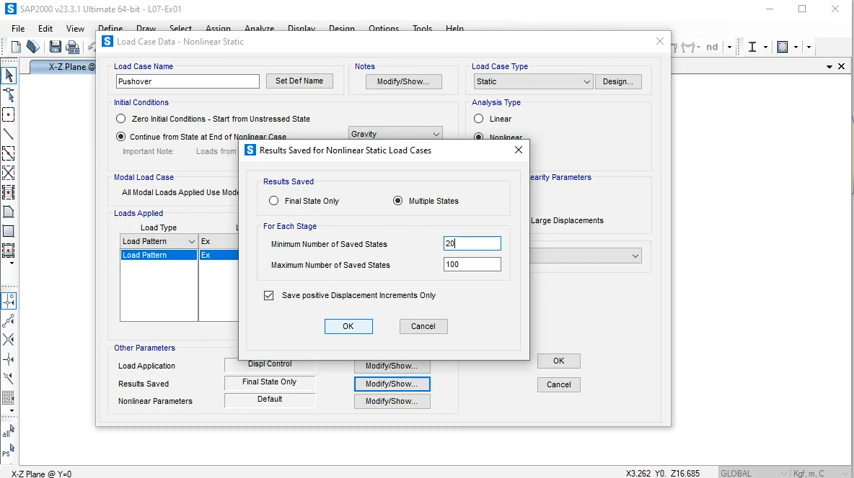 SAP2000 v23.3.1 Ultimate 64-bit - L07-Ex01
File Edit View Define Draw Select Assign Analyze Display Design Options Tools Help
nd
X-Z Plane @
Load Case Data - Nonlinear Static
Load Case Name
Pushover
Set Def Name
Notes
Modify/Show...
Load Case Type
Static
Design...
Initial Conditions
Zero Initial Conditions - Start from Unstressed State
Continue from State at End of Nonlinear Case
Gravity
Important Note: Loads from
Analysis Type
Linear
Nonlinear
Modal Load Case
All Modal Loads Applied Use Mode
earity Parameters
Large Displacements
Loads Applied
Load Type
Load Pattern Ex
Load Pattern Ex
Results Saved for Nonlinear Static Load Cases
Results Saved
Final State Only
Multiple States
For Each Stage
Minimum Number of Saved States 20
Maximum Number of Saved States 100
Save positive Displacement Increments Only
OK
Cancel
Other Parameters
Load Application Displ Control Modify/Show...
Results Saved Final State Only Modify/Show...
Nonlinear Parameters Default Modify/Show...
OK
Cancel
all
PS
X-Z Plane @ Y=0
X3.262 Y0. Z16.685
GLOBAL
Kgf, m, C